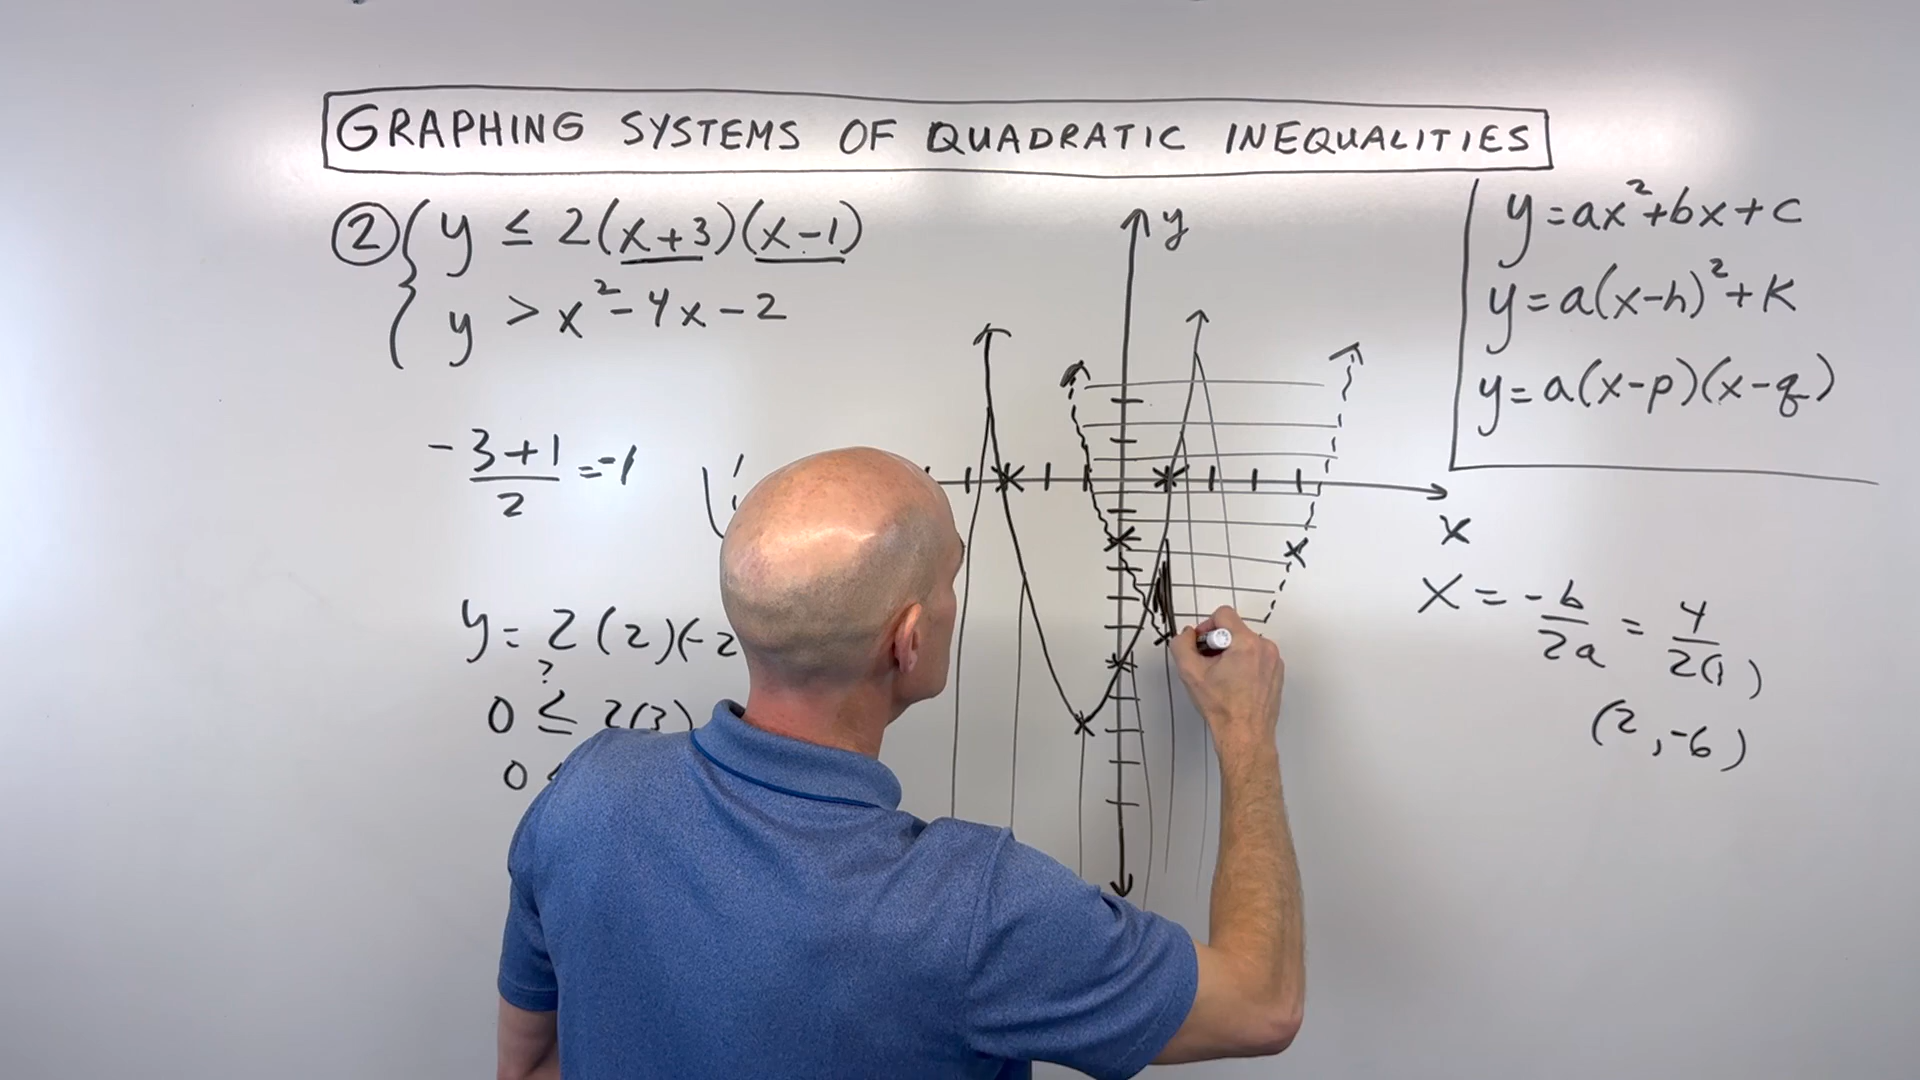 GRAPHING SYSTEMS OF QUADRATIC INEQUALITIES
② { y ≤ 2(x+3)(x-1)
y > x² - 4x - 2
y = ax² + bx + c
y = a(x-h)² + k
y = a(x-p)(x-q)
(-3+1)/2 = -1
y = 2(2)(-2
0 ≤? 2(3)
0
y
x
x = -b/2a = 4/2(1)
(2, -6)